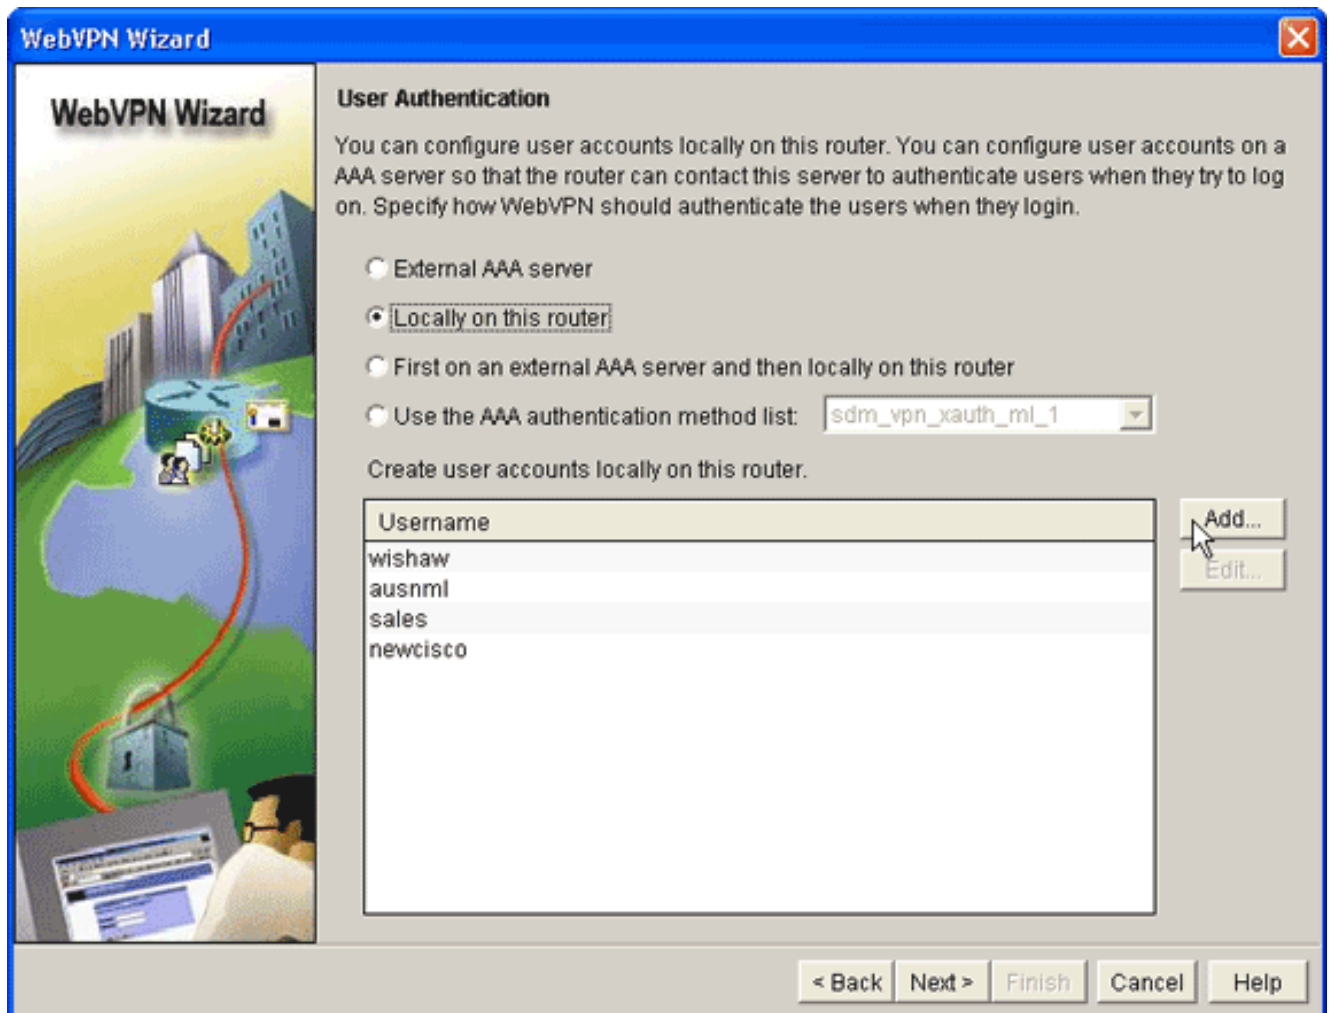 WebVPN Wizard
WebVPN Wizard
User Authentication
You can configure user accounts locally on this router. You can configure user accounts on a
AAA server so that the router can contact this server to authenticate users when they try to log
on. Specify how WebVPN should authenticate the users when they login.
External AAA server
Locally on this router
First on an external AAA server and then locally on this router
Use the AAA authentication method list: sdm_vpn_xauth_ml_1
Create user accounts locally on this router.
Username
wishaw
ausnml
sales
newcisco
Add...
Edit...
< Back Next > Finish Cancel Help